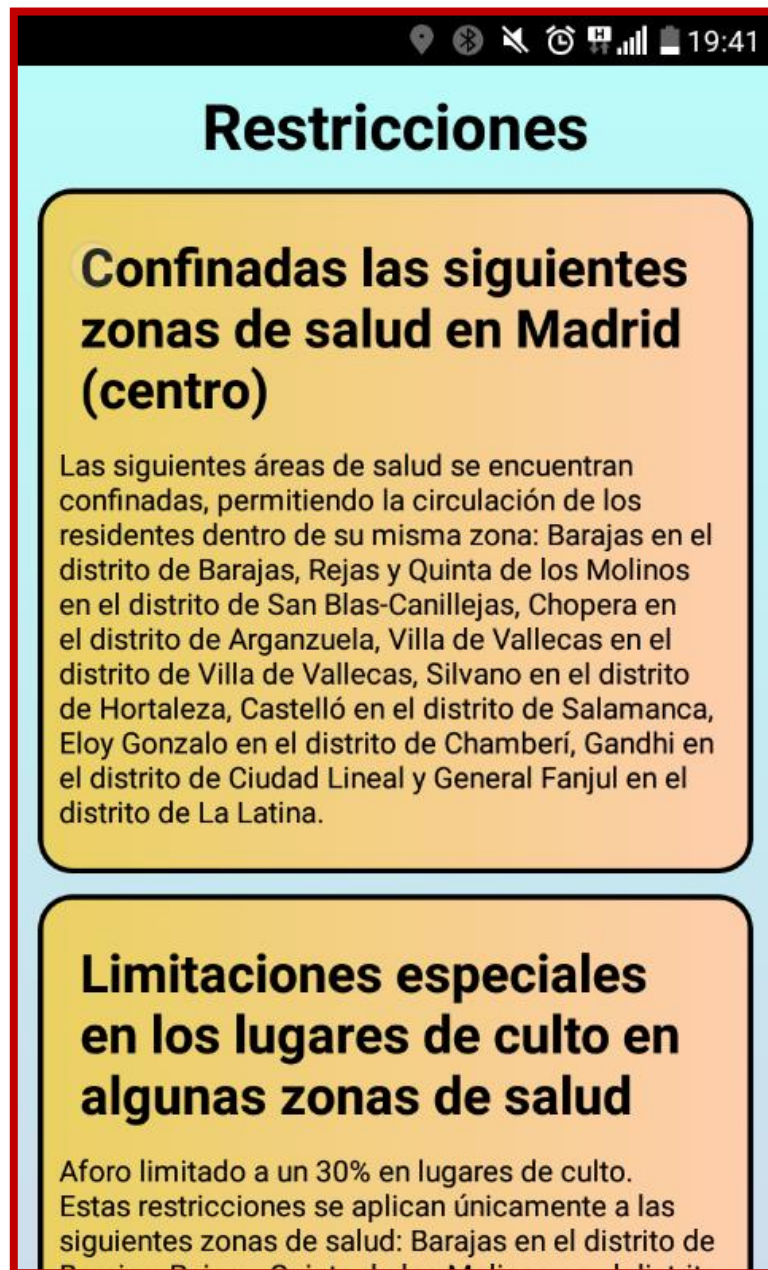 19:41
Restricciones
Confinadas las siguientes
zonas de salud en Madrid
(centro)
Las siguientes áreas de salud se encuentran
confinadas, permitiendo la circulación de los
residentes dentro de su misma zona: Barajas en el
distrito de Barajas, Rejas y Quinta de los Molinos
en el distrito de San Blas-Canillejas, Chopera en
el distrito de Arganzuela, Villa de Vallecas en el
distrito de Villa de Vallecas, Silvano en el distrito
de Hortaleza, Castelló en el distrito de Salamanca,
Eloy Gonzalo en el distrito de Chamberí, Gandhi en
el distrito de Ciudad Lineal y General Fanjul en el
distrito de La Latina.
Limitaciones especiales
en los lugares de culto en
algunas zonas de salud
Aforo limitado a un 30% en lugares de culto.
Estas restricciones se aplican únicamente a las
siguientes zonas de salud: Barajas en el distrito de